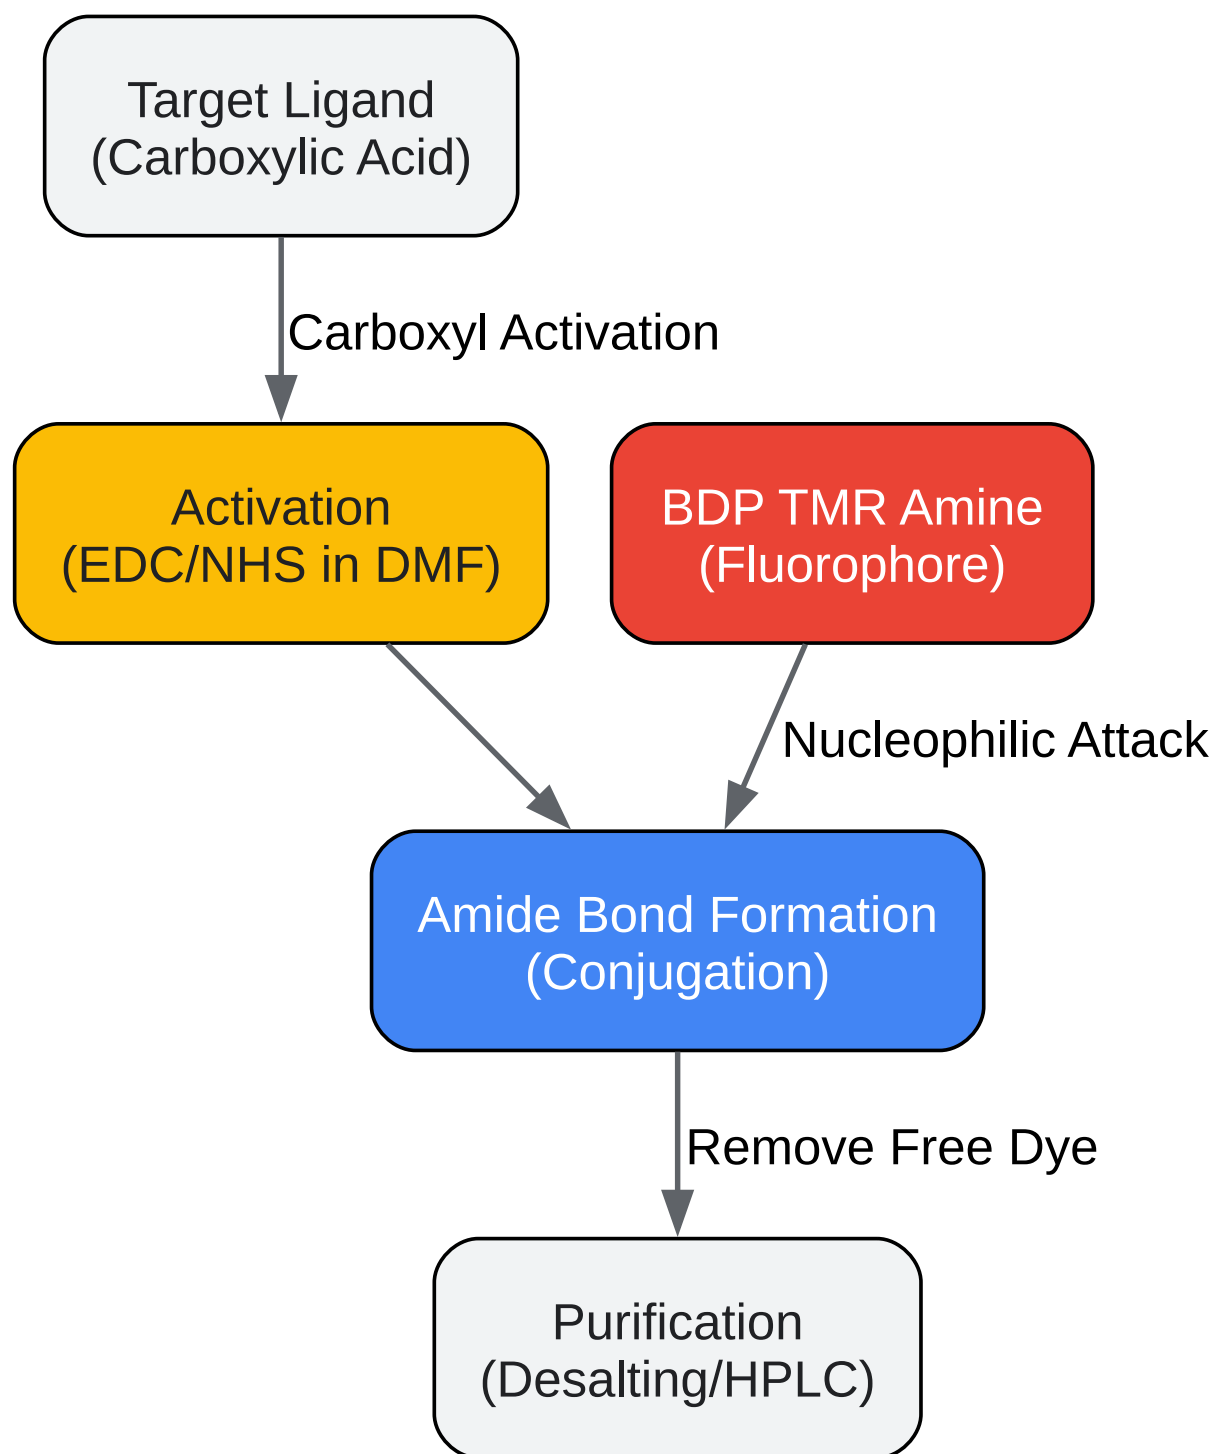 Target Ligand
(Carboxylic Acid)
Carboxyl Activation
Activation
(EDC/NHS in DMF)
BDP TMR Amine
(Fluorophore)
Nucleophilic Attack
Amide Bond Formation
(Conjugation)
Remove Free Dye
Purification
(Desalting/HPLC)